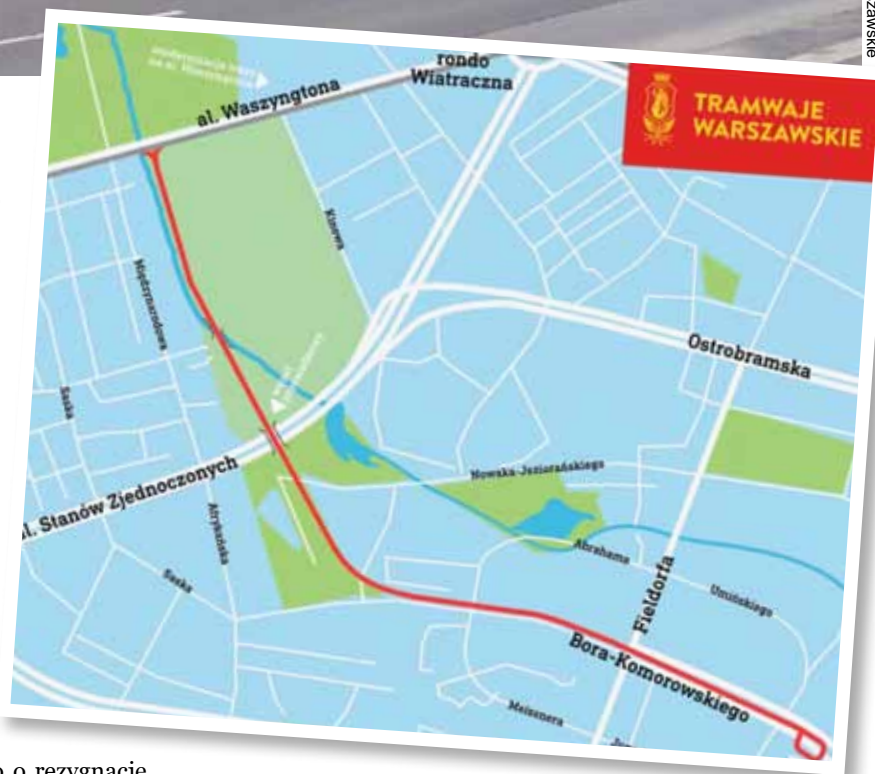 zawskie
rondo
Wiatraczna
al. Waszyngtona
TRAMWAJE
WARSZAWSKIE
Kinowa
Międzynarodowa
Ostrobramska
Saska
Nowaka-Jeziorańskiego
al. Stanów Zjednoczonych
Afrykańska
Abrahama
Saska
Umińskiego
Fieldorfa
Bora-Komorowskiego
Meissnera
o rezygnację